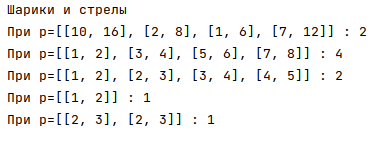 Шарики и стрелы
При p=[[10, 16], [2, 8], [1, 6], [7, 12]] : 2
При p=[[1, 2], [3, 4], [5, 6], [7, 8]] : 4
При p=[[1, 2], [2, 3], [3, 4], [4, 5]] : 2
При p=[[1, 2]] : 1
При p=[[2, 3], [2, 3]] : 1